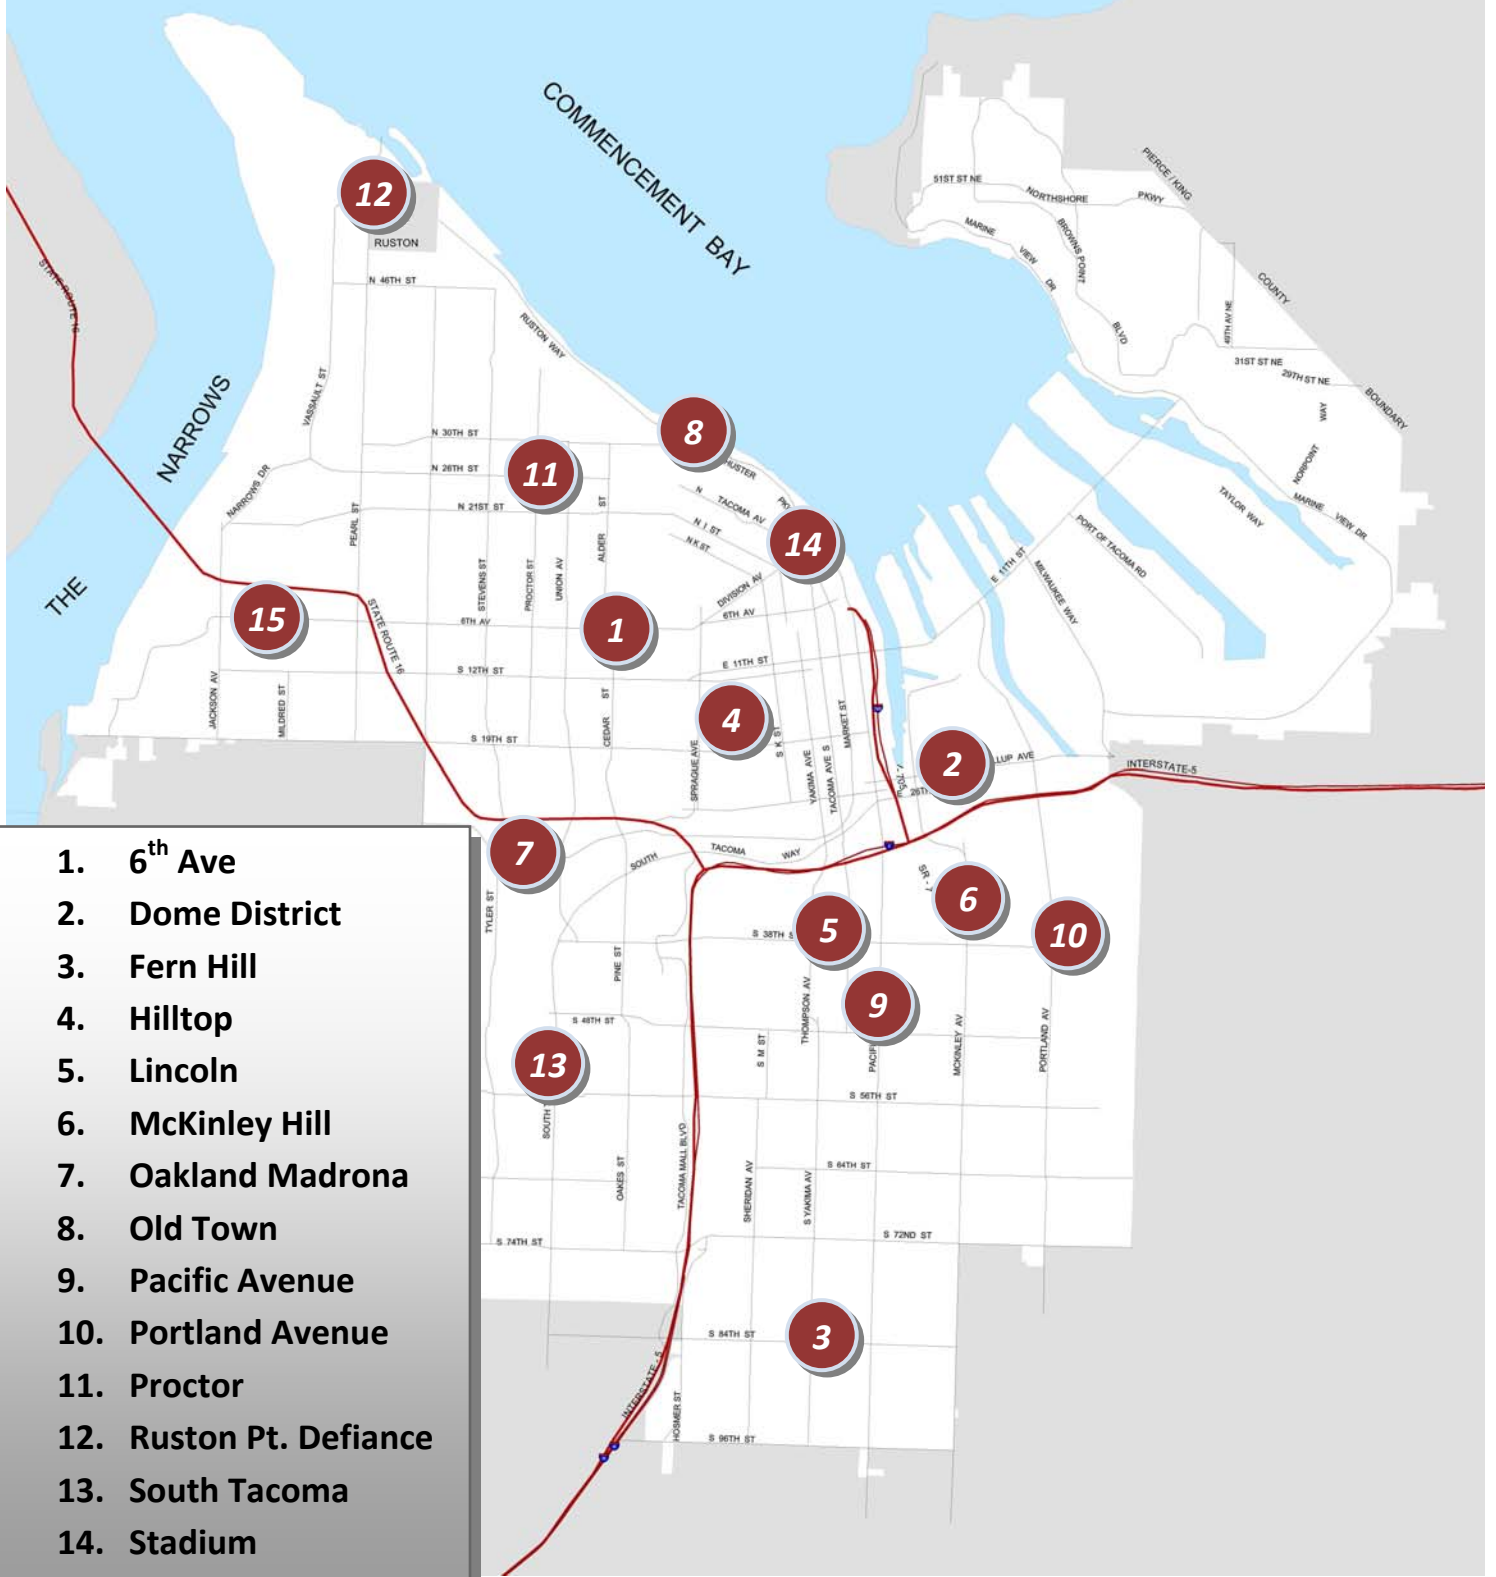 COMMENCEMENT BAY
THE NARROWS
PIERCE / KING
COUNTY
BOUNDARY
51ST ST NE
NORTHSHORE PKWY
MARINE VIEW DR
BROWNS POINT BLVD
49TH AV NE
31ST ST NE
29TH ST NE
NORPOINT WAY
MARINE VIEW DR
TAYLOR WAY
PORT OF TACOMA RD
MILWAUKEE WAY
E 11TH ST
STATE ROUTE 16
12
RUSTON
N 46TH ST
RUSTON WAY
VASSAULT ST
8
N 30TH ST
11
N 26TH ST
NARROWS DR
N 21ST ST
PEARL ST
STEVENS ST
PROCTOR ST
UNION AV
ALDER ST
N TACOMA AV
N I ST
N K ST
14
DIVISION AV
15
STATE ROUTE 16
6TH AV
1
6TH AV
E 11TH ST
S 12TH ST
JACKSON AV
MILDRED ST
CEDAR ST
4
S 19TH ST
SPRAGUE AVE
S K ST
YAKIMA AVE
TACOMA AVE S
MARKET ST
2
INTERSTATE-5
7
SOUTH TACOMA WAY
SR - 7
6
TYLER ST
5
S 38TH
10
PINE ST
9
THOMPSON AV
S 48TH ST
S M ST
MCKINLEY AV
PORTLAND AV
13
SOUTH
S 56TH ST
OAKES ST
TACOMA MALL BLVD
SHERIDAN AV
S YAKIMA AV
S 64TH ST
S 74TH ST
S 72ND ST
3
S 84TH ST
INTERSTATE - 5
HOSMER ST
S 96TH ST
1. 6th Ave
2. Dome District
3. Fern Hill
4. Hilltop
5. Lincoln
6. McKinley Hill
7. Oakland Madrona
8. Old Town
9. Pacific Avenue
10. Portland Avenue
11. Proctor
12. Ruston Pt. Defiance
13. South Tacoma
14. Stadium